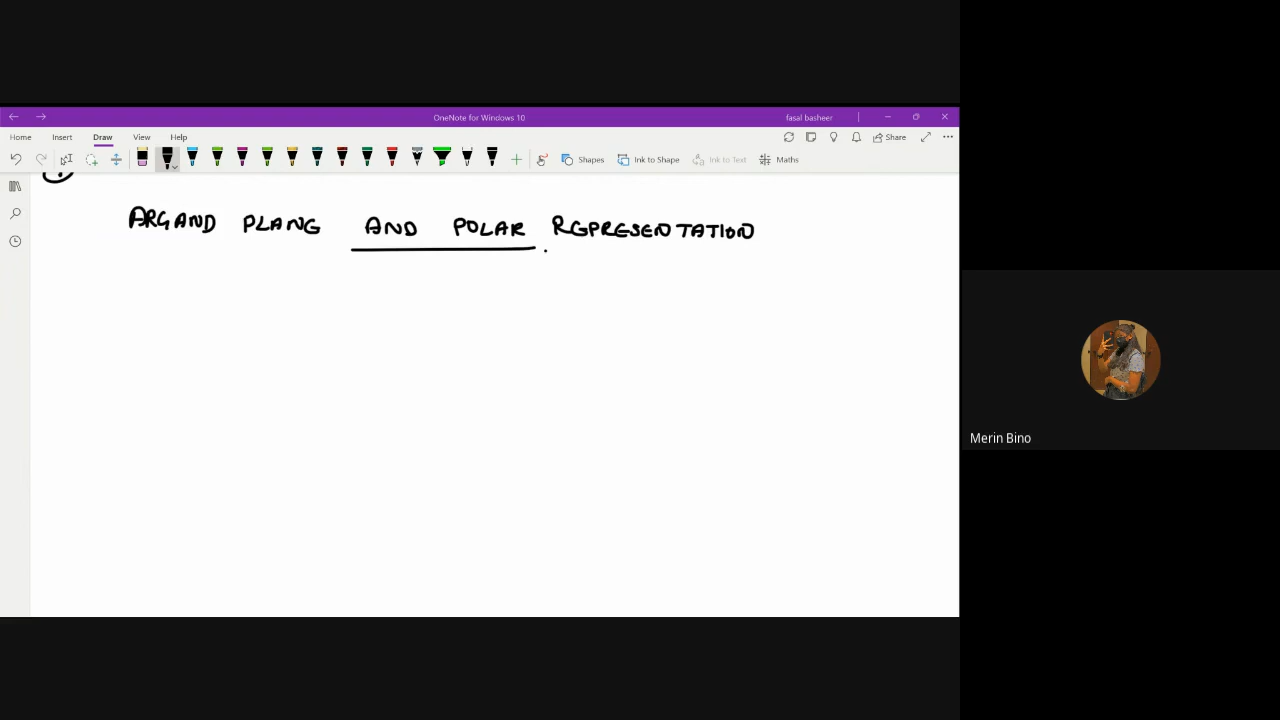 OneNote for Windows 10
fasal basheer
Home Insert Draw View Help
Share
Shapes Ink to Shape Ink to Text Maths
ARGAND PLANE AND POLAR REPRESENTATION
Merin Bino